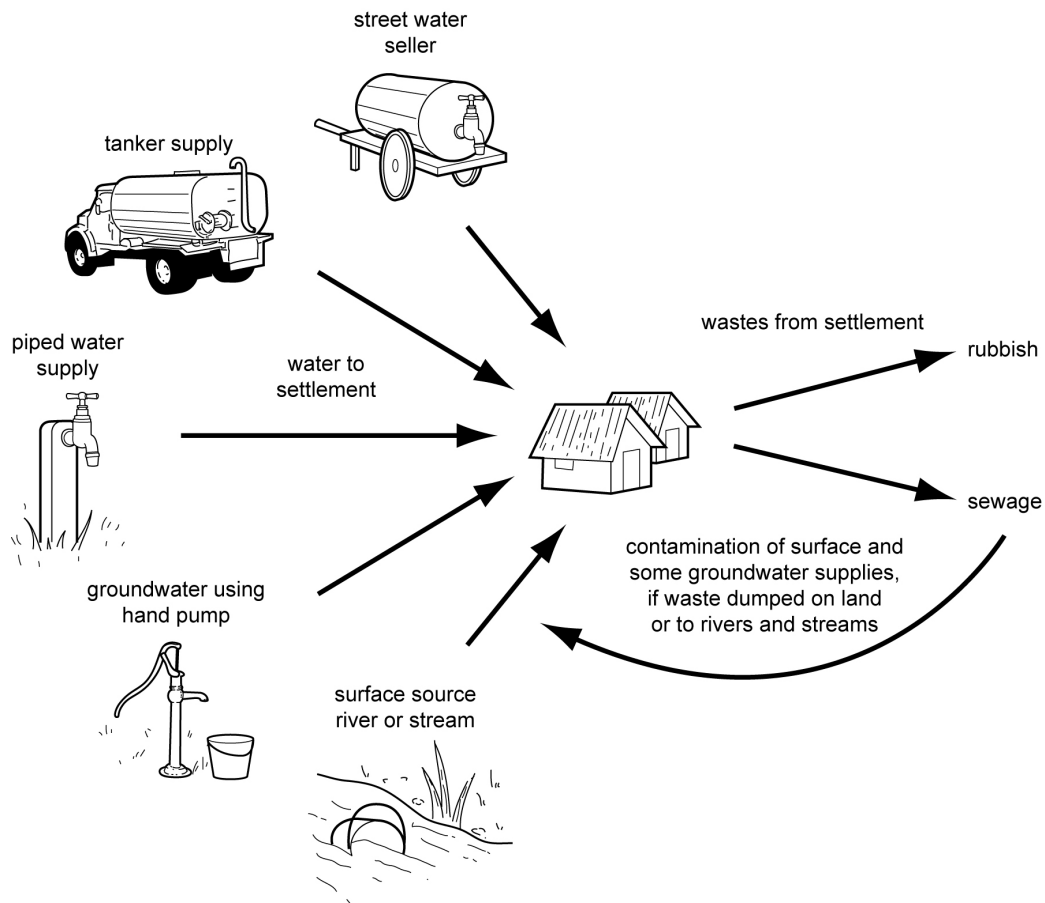 street water
seller
tanker supply
piped water
supply
water to
settlement
wastes from settlement
rubbish
sewage
contamination of surface and
some groundwater supplies,
if waste dumped on land
or to rivers and streams
groundwater using
hand pump
surface source
river or stream